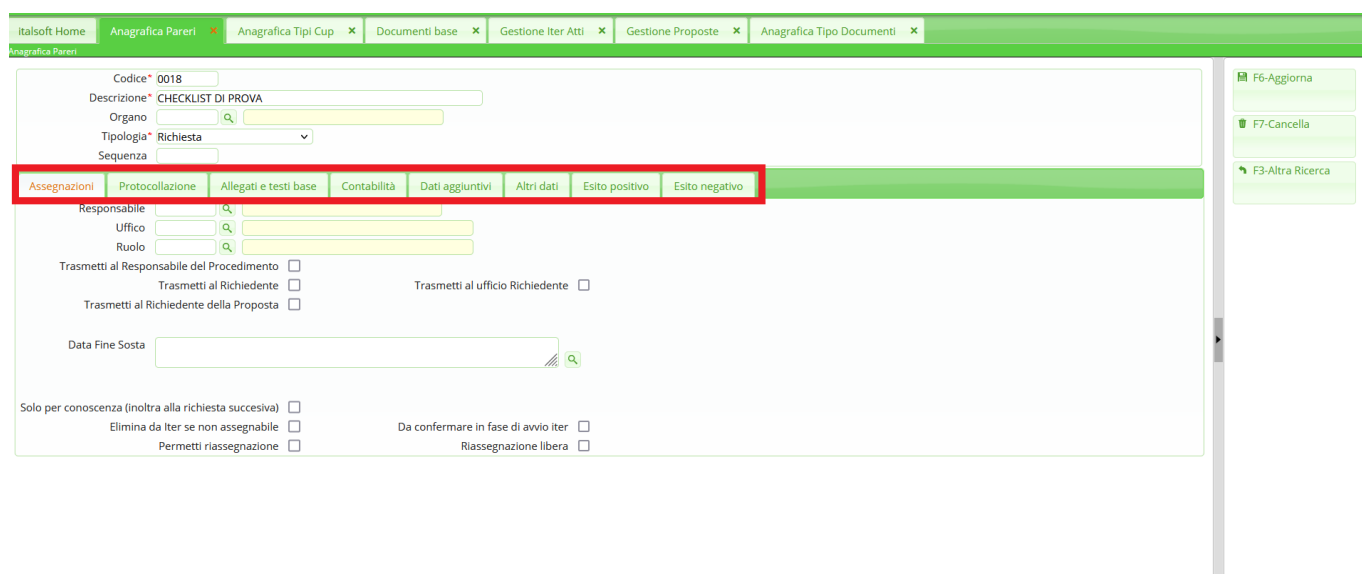 italsoft Home Anagrafica Pareri × Anagrafica Tipi Cup × Documenti base × Gestione Iter Atti × Gestione Proposte × Anagrafica Tipo Documenti ×
Anagrafica Pareri
Codice* 0018
Descrizione* CHECKLIST DI PROVA
Organo
Tipologia* Richiesta
Sequenza
F6-Aggiorna
F7-Cancella
F3-Altra Ricerca
Assegnazioni Protocollazione Allegati e testi base Contabilità Dati aggiuntivi Altri dati Esito positivo Esito negativo
Responsabile
Uffico
Ruolo
Trasmetti al Responsabile del Procedimento
Trasmetti al Richiedente Trasmetti al ufficio Richiedente
Trasmetti al Richiedente della Proposta
Data Fine Sosta
Solo per conoscenza (inoltra alla richiesta succesiva)
Elimina da Iter se non assegnabile Da confermare in fase di avvio iter
Permetti riassegnazione Riassegnazione libera